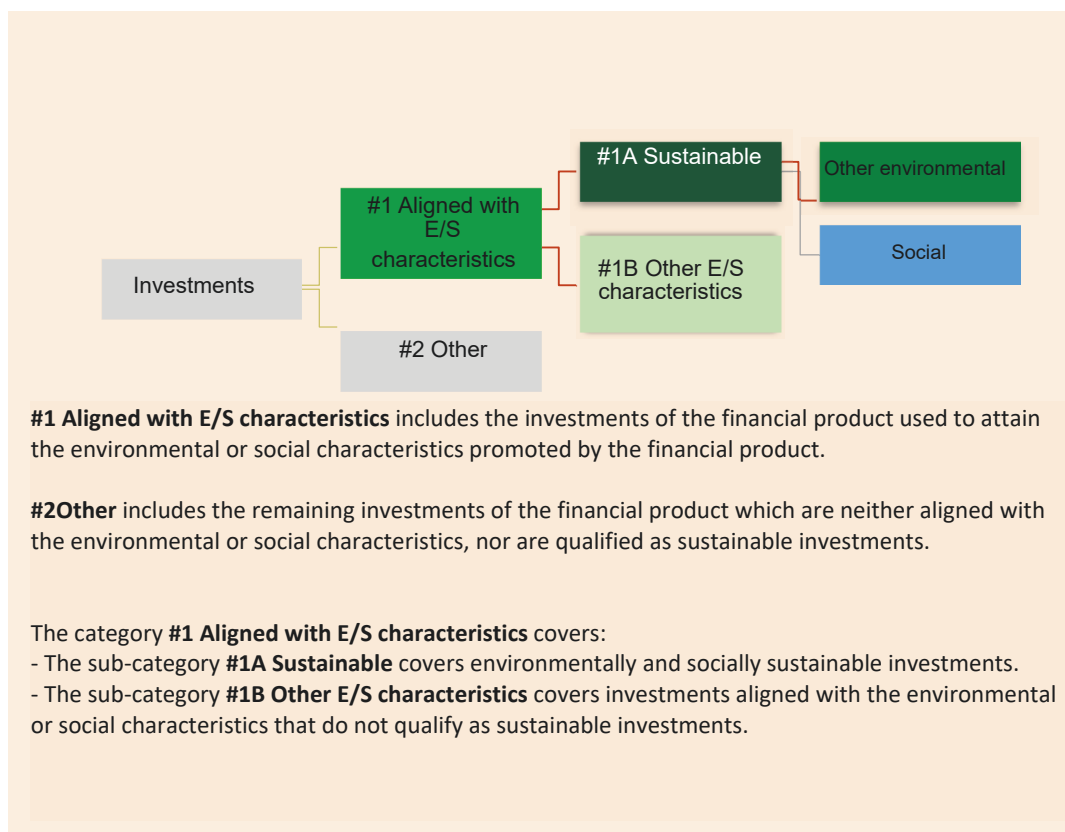 #1A Sustainable
Other environmental
#1 Aligned with
E/S
characteristics
Social
#1B Other E/S
characteristics
Investments
#2 Other
#1 Aligned with E/S characteristics includes the investments of the financial product used to attain
the environmental or social characteristics promoted by the financial product.
#2Other includes the remaining investments of the financial product which are neither aligned with
the environmental or social characteristics, nor are qualified as sustainable investments.
The category #1 Aligned with E/S characteristics covers:
- The sub-category #1A Sustainable covers environmentally and socially sustainable investments.
- The sub-category #1B Other E/S characteristics covers investments aligned with the environmental
or social characteristics that do not qualify as sustainable investments.